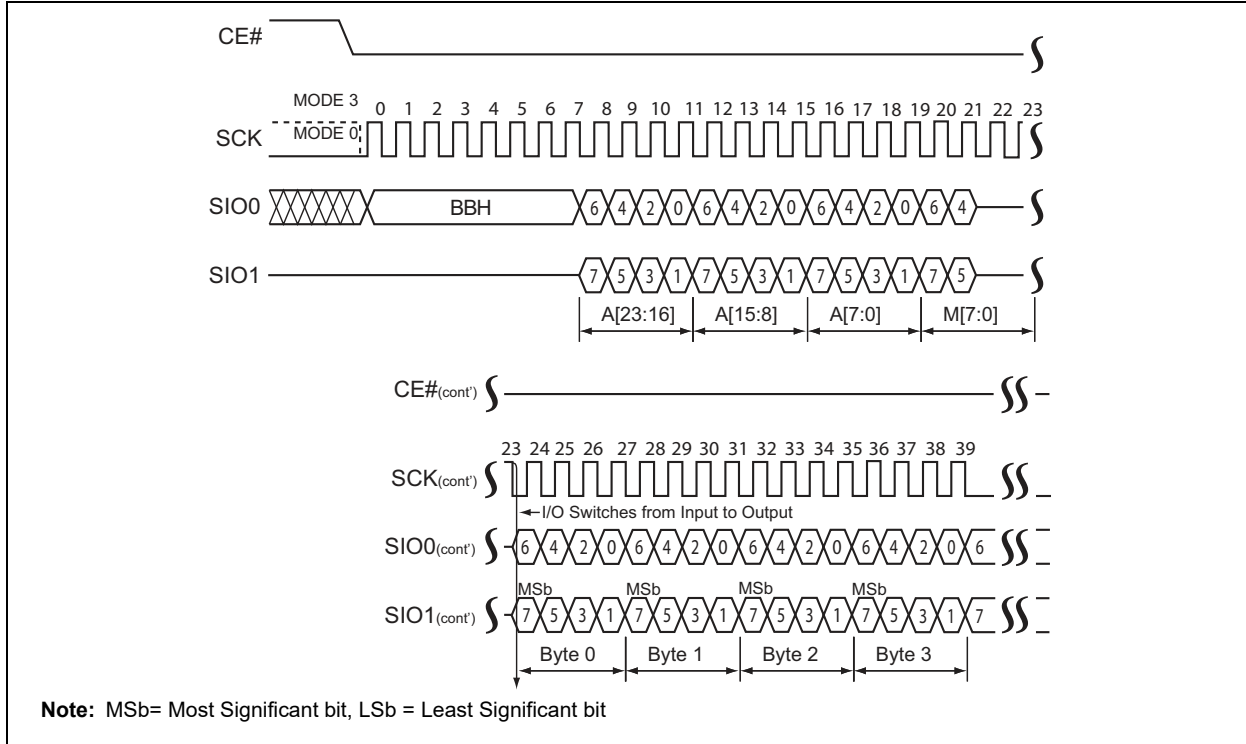 CE#
MODE 3
0 1 2 3 4 5 6 7 8 9 10 11 12 13 14 15 16 17 18 19 20 21 22 23
SCK MODE 0
SIO0 BBH 6 4 2 0 6 4 2 0 6 4 2 0 6 4
SIO1 7 5 3 1 7 5 3 1 7 5 3 1 7 5
A[23:16] A[15:8] A[7:0] M[7:0]
CE#(cont')
23 24 25 26 27 28 29 30 31 32 33 34 35 36 37 38 39
SCK(cont')
I/O Switches from Input to Output
SIO0(cont') 6 4 2 0 6 4 2 0 6 4 2 0 6 4 2 0 6
MSb MSb MSb MSb
SIO1(cont') 7 5 3 1 7 5 3 1 7 5 3 1 7 5 3 1 7
Byte 0 Byte 1 Byte 2 Byte 3
Note: MSb= Most Significant bit, LSb = Least Significant bit